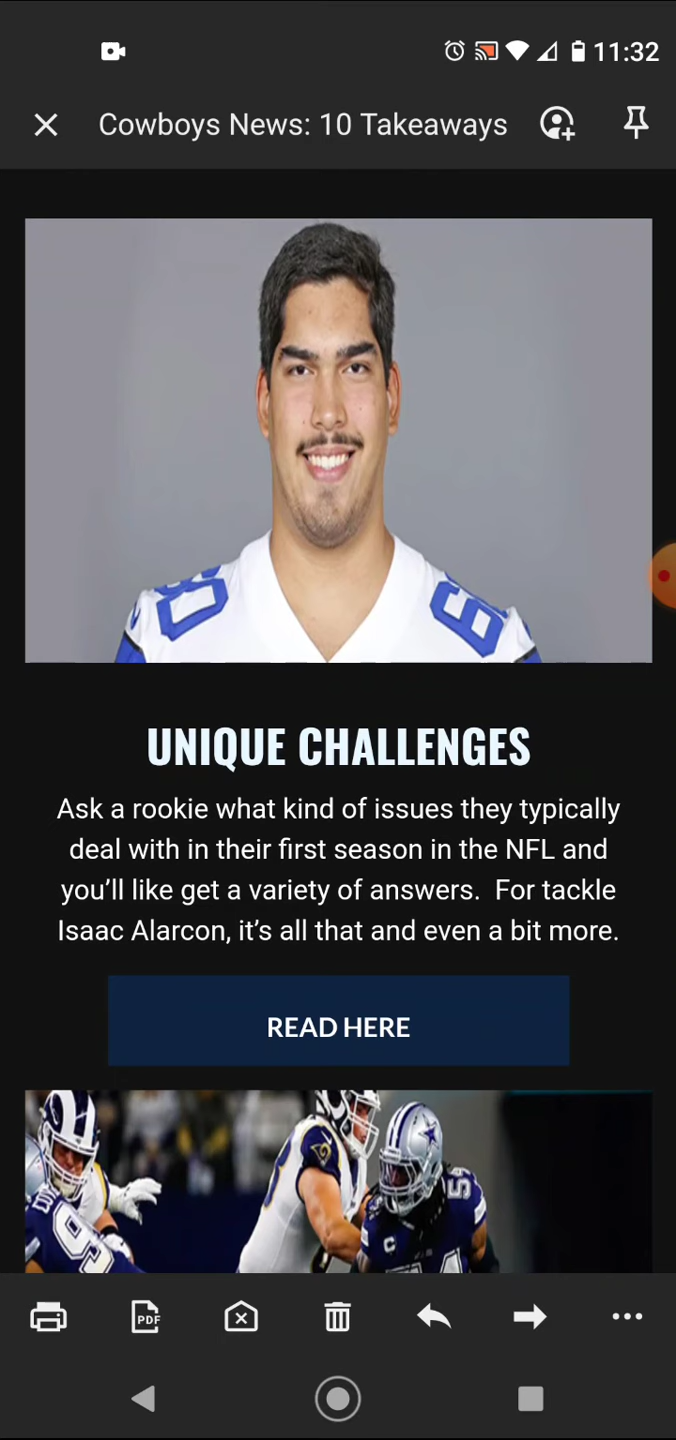 11:32
Cowboys News: 10 Takeaways
60
UNIQUE CHALLENGES
Ask a rookie what kind of issues they typically
deal with in their first season in the NFL and
you’ll like get a variety of answers.  For tackle
Isaac Alarcon, it’s all that and even a bit more.
READ HERE
C
54
PDF